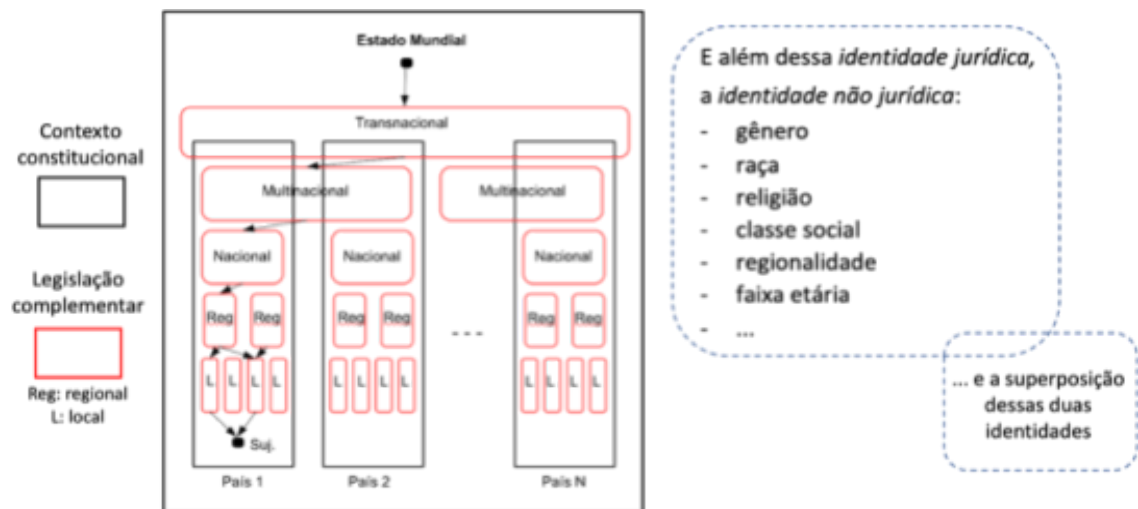 Contexto
constitucional
Legislação
complementar
Reg: regional
L: local
Estado Mundial
Transnacional
Multinacional
Multinacional
Nacional
Nacional
Nacional
Reg
Reg
Reg
Reg
Reg
Reg
L
L
L
L
L
L
L
L
L
L
L
L
Suj.
País 1
País 2
- - -
País N
E além dessa identidade jurídica,
a identidade não jurídica:
- gênero
- raça
- religião
- classe social
- regionalidade
- faixa etária
- ...
... e a superposição
dessas duas
identidades